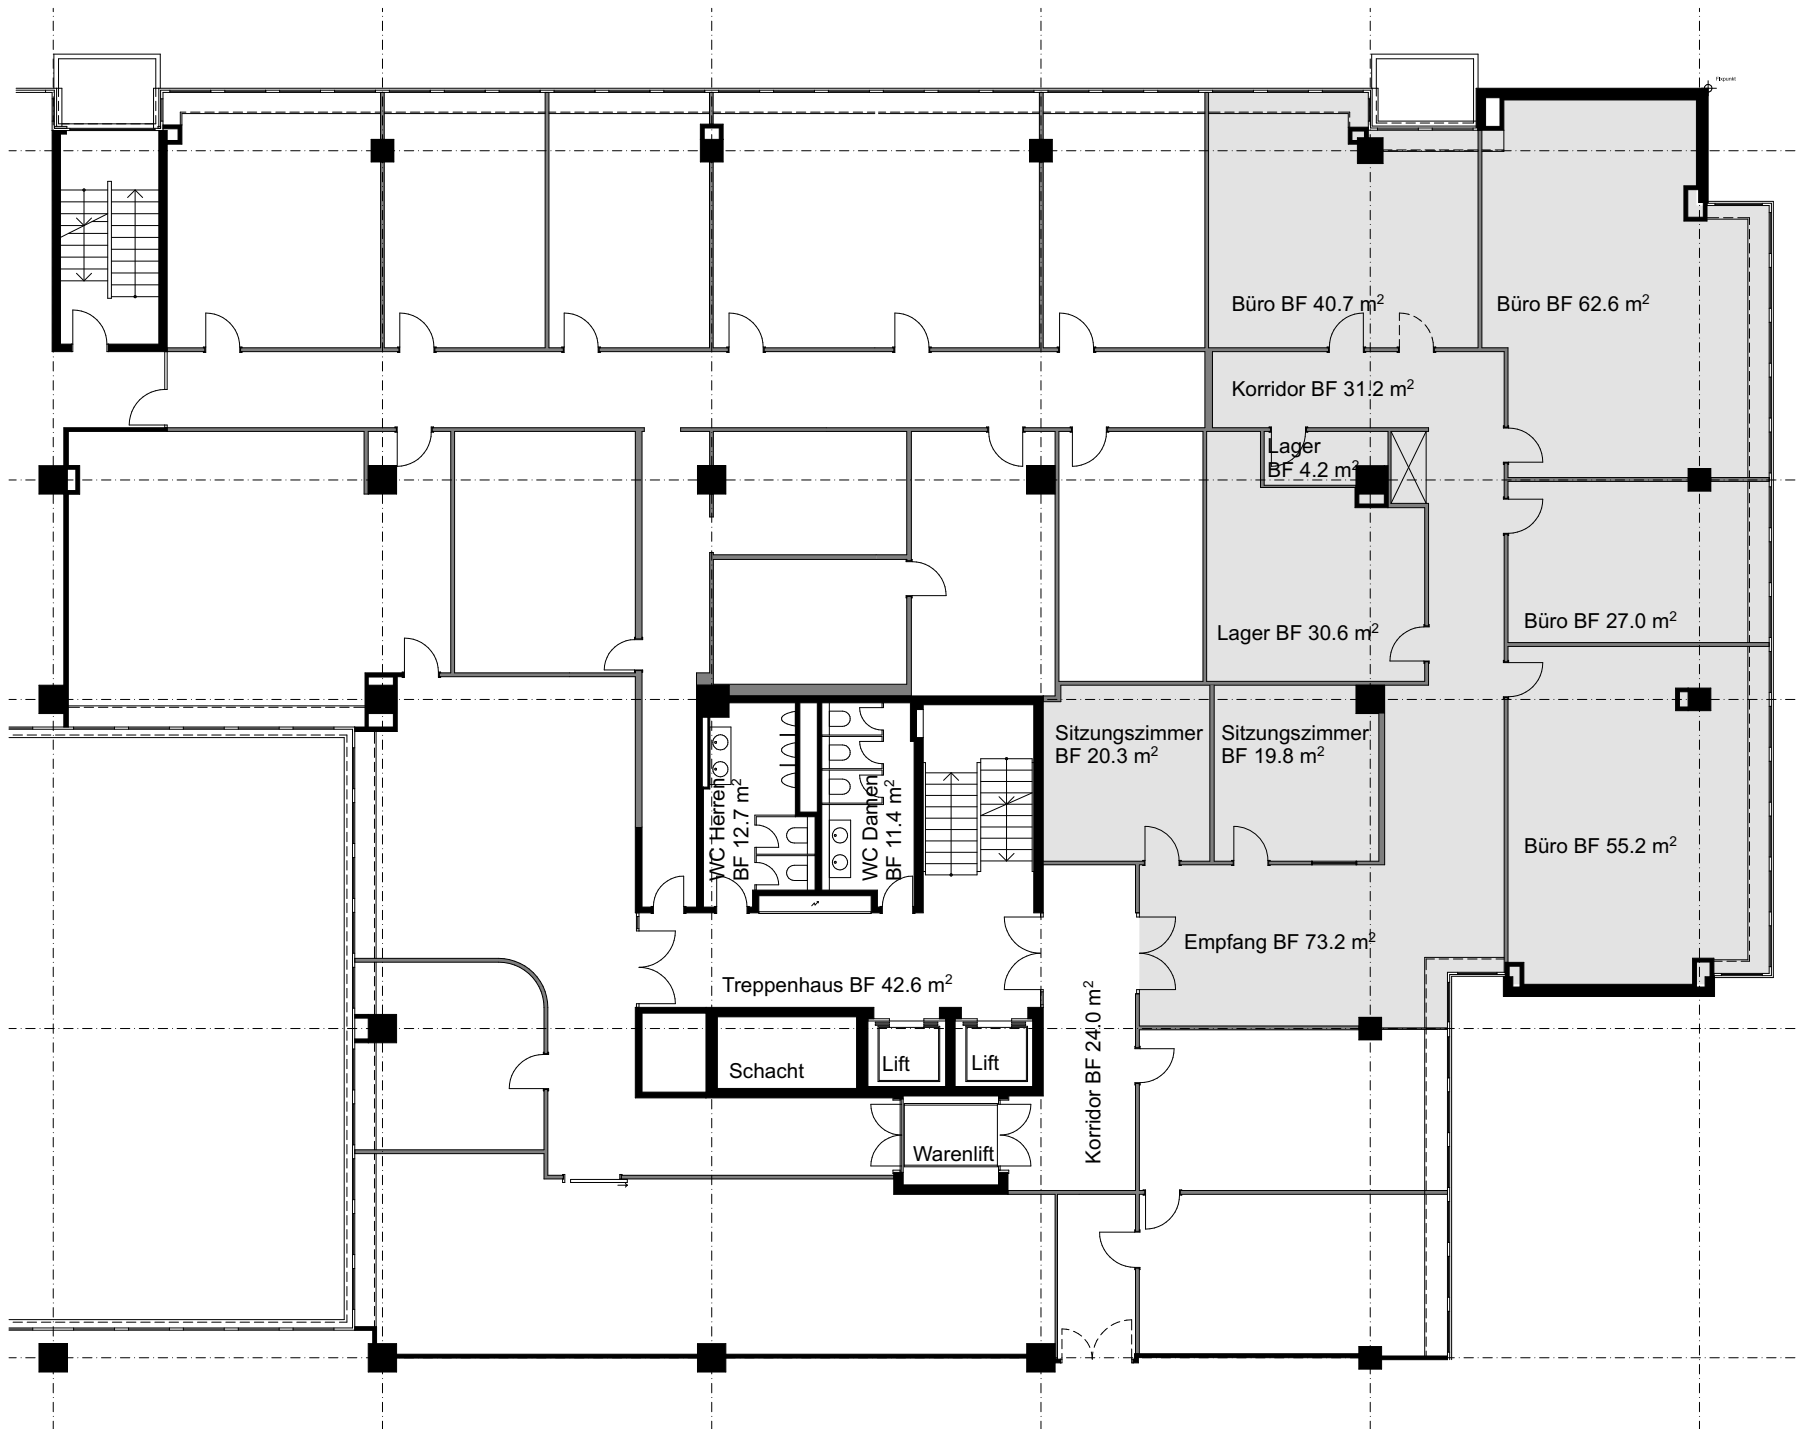 Fixpunkt
Büro BF 40.7 m²
Büro BF 62.6 m²
Korridor BF 31.2 m²
Lager
BF 4.2 m²
Büro BF 27.0 m²
Lager BF 30.6 m²
Sitzungszimmer
BF 20.3 m²
Sitzungszimmer
BF 19.8 m²
WC Herren
BF 12.7 m²
WC Damen
BF 11.4 m²
Büro BF 55.2 m²
Empfang BF 73.2 m²
Treppenhaus BF 42.6 m²
Korridor BF 24.0 m²
Schacht
Lift
Lift
Warenlift